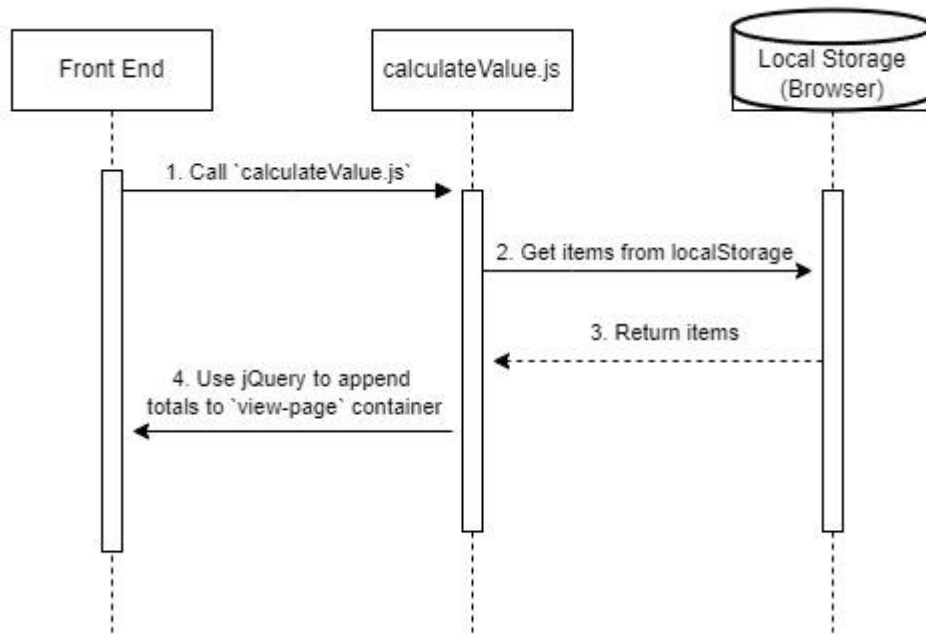 Front End
calculateValue.js
Local Storage
(Browser)
1. Call `calculateValue.js`
2. Get items from localStorage
3. Return items
4. Use jQuery to append
totals to `view-page` container